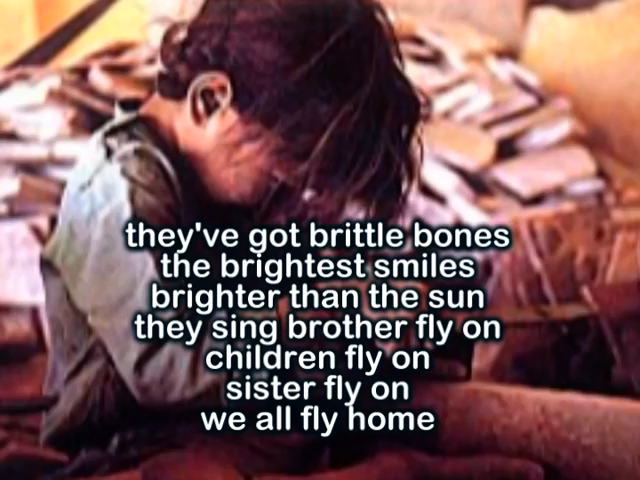 they've got brittle bones
the brightest smiles
brighter than the sun
they sing brother fly on
children fly on
sister fly on
we all fly home